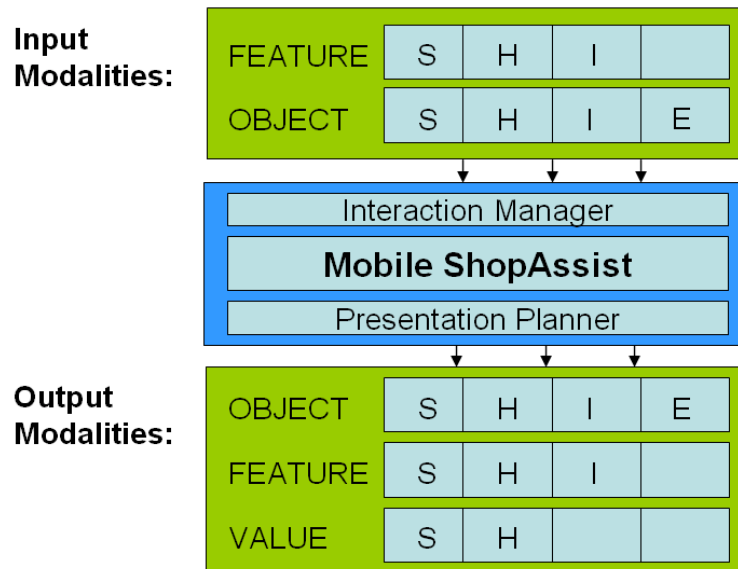 Input
Modalities:
FEATURE S H I
OBJECT S H I E
Interaction Manager
Mobile ShopAssist
Presentation Planner
Output
Modalities:
OBJECT S H I E
FEATURE S H I
VALUE S H